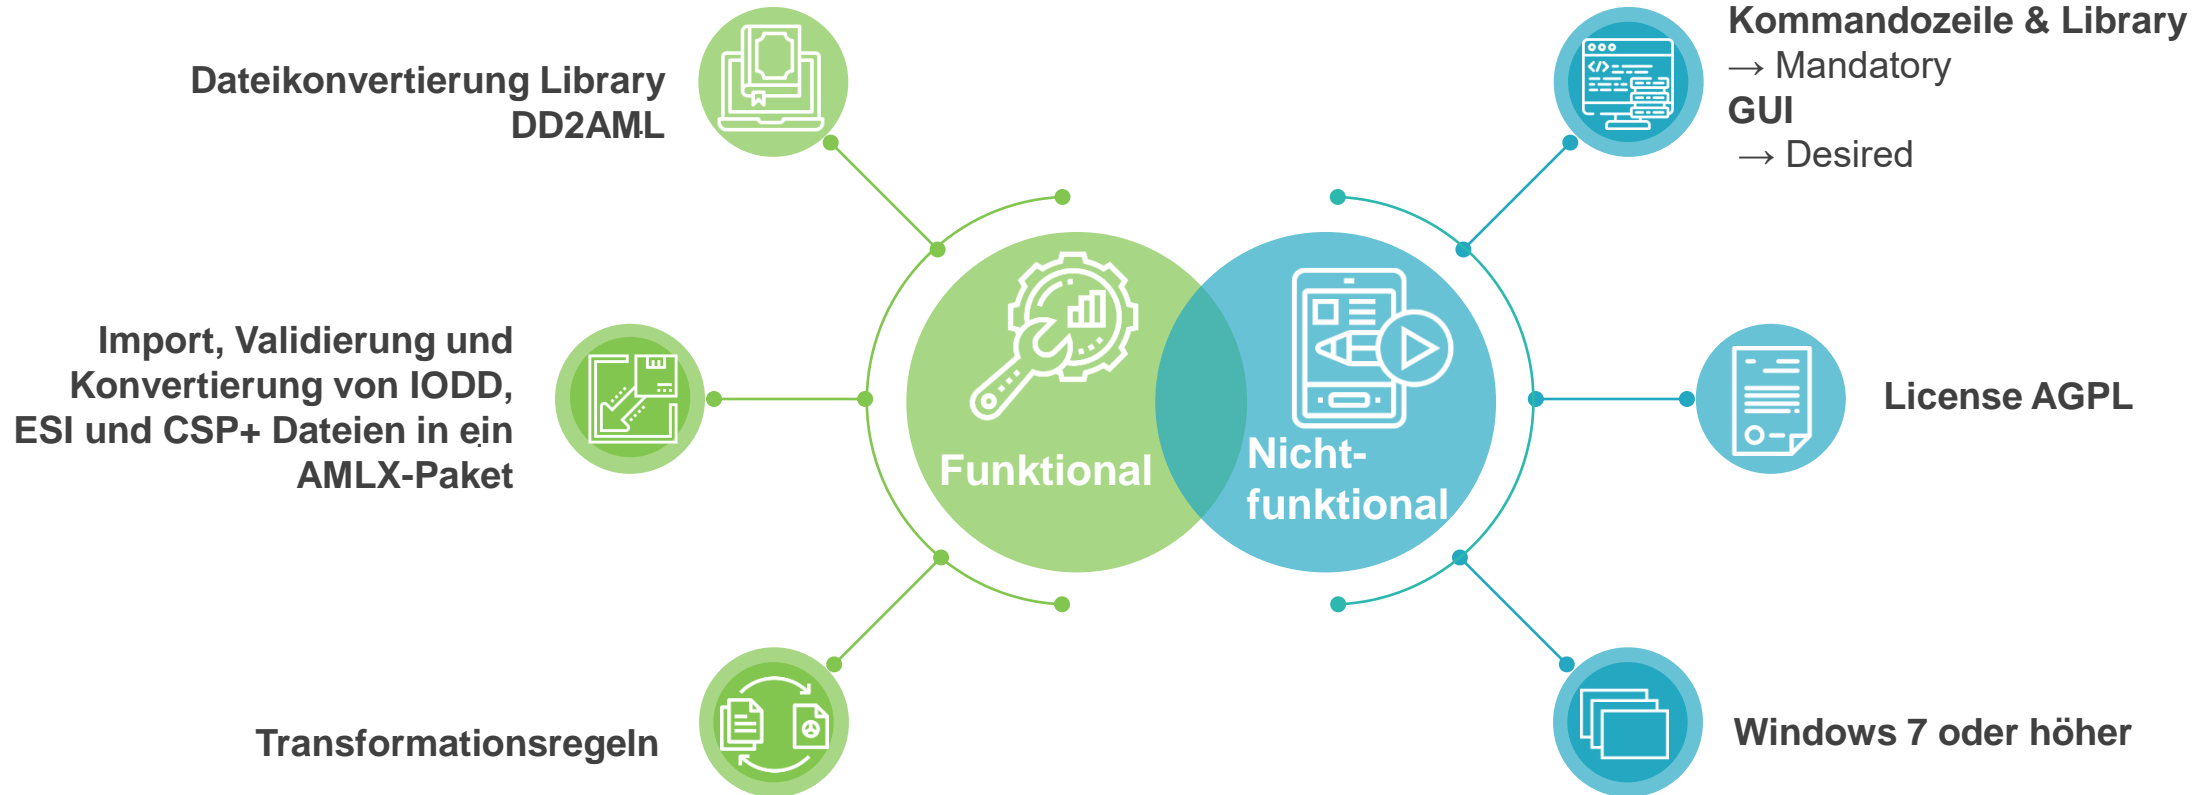 Dateikonvertierung Library
DD2AML
Import, Validierung und
Konvertierung von IODD,
ESI und CSP+ Dateien in ein
AMLX-Paket
Transformationsregeln
Funktional
Nicht-
funktional
Kommandozeile & Library
→ Mandatory
GUI
→ Desired
License AGPL
Windows 7 oder höher